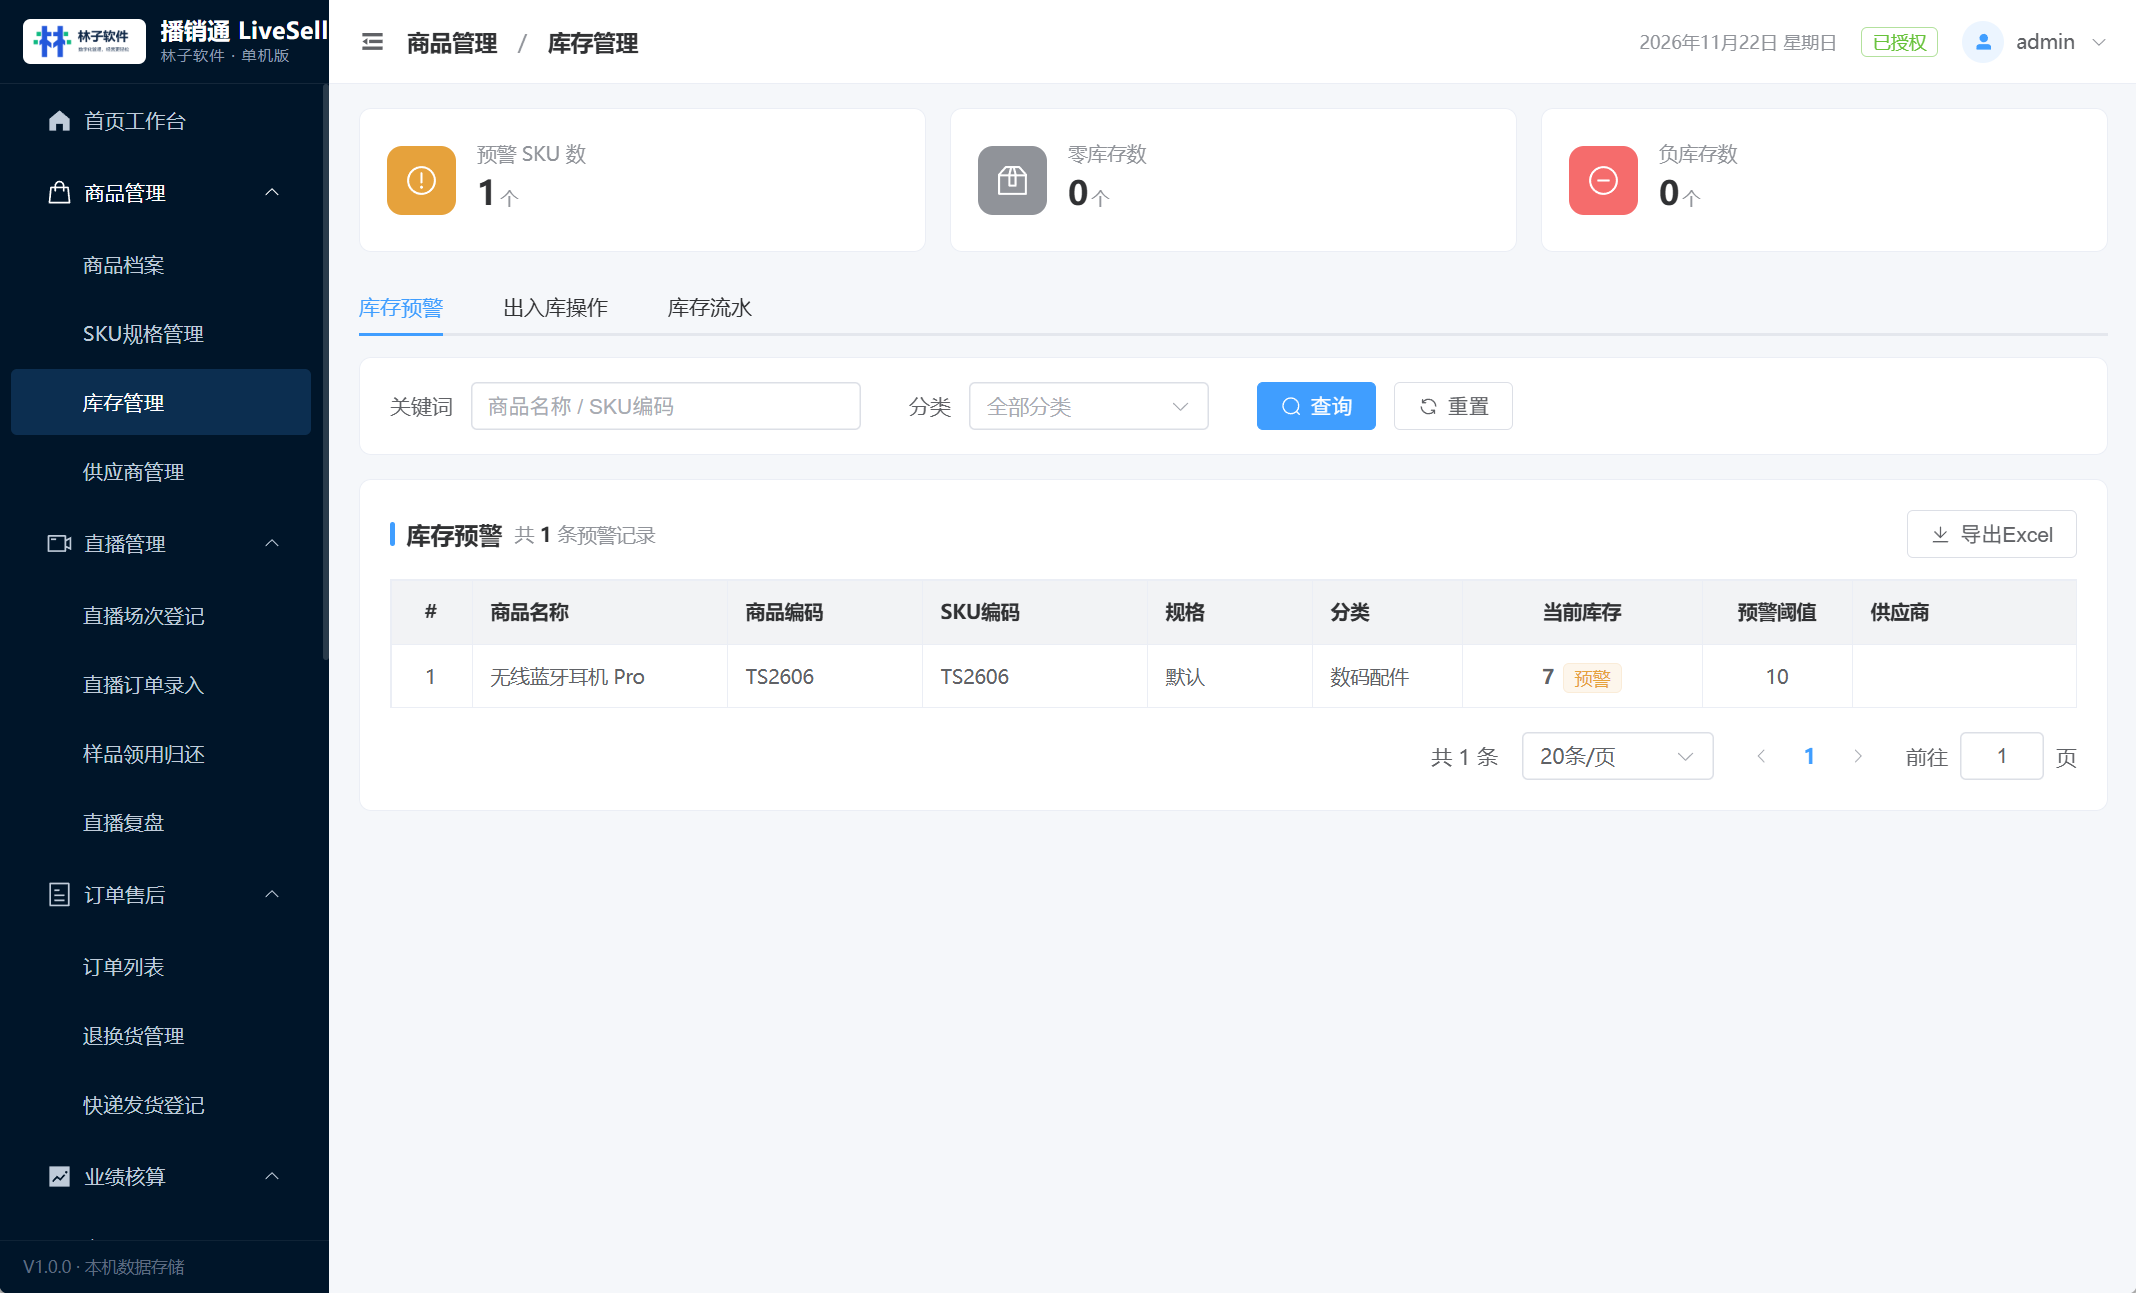 林子软件
播销通 LiveSell
林子软件 · 单机版
首页工作台
商品管理
商品档案
SKU规格管理
库存管理
供应商管理
直播管理
直播场次登记
直播订单录入
样品领用归还
直播复盘
订单售后
订单列表
退换货管理
快递发货登记
业绩核算
V1.0.0 · 本机数据存储
商品管理 / 库存管理
2026年11月22日 星期日 已授权 admin
预警 SKU 数
1 个
零库存数
0 个
负库存数
0 个
库存预警 出入库操作 库存流水
关键词 商品名称 / SKU编码 分类 全部分类 查询 重置
库存预警 共 1 条预警记录 导出Excel
# 商品名称 商品编码 SKU编码 规格 分类 当前库存 预警阈值 供应商
1 无线蓝牙耳机 Pro TS2606 TS2606 默认 数码配件 7 预警 10
共 1 条 20条/页 1 前往 1 页